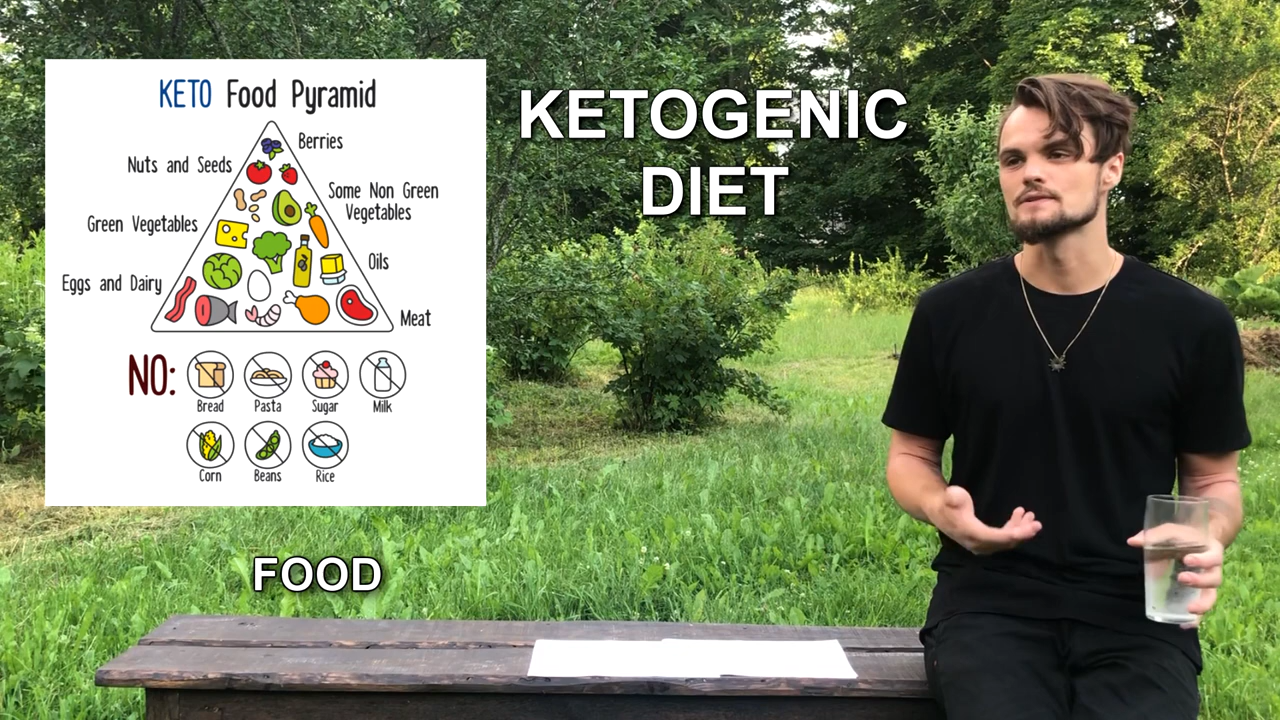 KETO Food Pyramid
Berries
Nuts and Seeds
Some Non Green
Vegetables
Green Vegetables
Oils
Eggs and Dairy
Meat
NO:
Bread
Pasta
Sugar
Milk
Corn
Beans
Rice
KETOGENIC
DIET
FOOD